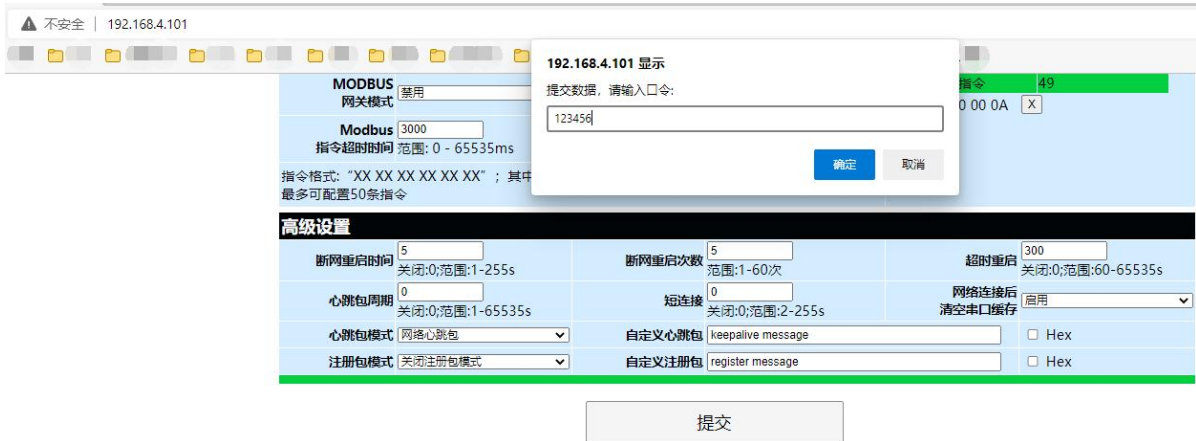 不安全 | 192.168.4.101
192.168.4.101 显示
提交数据，请输入口令:
123456
确定 取消
指令 49
0 00 0A X
MODBUS
网关模式 禁用
Modbus
指令超时时间 3000
范围: 0 - 65535ms
指令格式: “XX XX XX XX XX XX” ; 其中
最多可配置50条指令
高级设置
断网重启时间 5
关闭:0;范围:1-255s
断网重启次数 5
范围:1-60次
超时重启 300
关闭:0;范围:60-65535s
心跳包周期 0
关闭:0;范围:1-65535s
短连接 0
关闭:0;范围:2-255s
网络连接后
清空串口缓存 启用
心跳包模式 网络心跳包 自定义心跳包 keepalive message Hex
注册包模式 关闭注册包模式 自定义注册包 register message Hex
提交